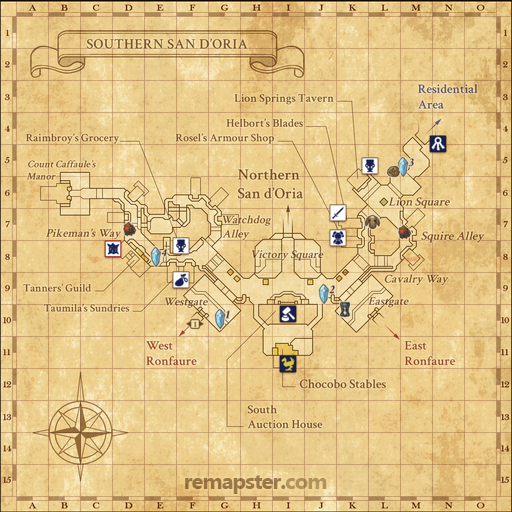 A B C D E F G H I J K L M N O
SOUTHERN SAN D'ORIA
Residential
Area
Lion Springs Tavern
Helbort's Blades
Raimbroy's Grocery
Rosel's Armour Shop
Count Caffaule's
Manor
Northern
San d'Oria
3
Lion Square
Watchdog
Alley
Pikeman's Way
Squire Alley
Victory Square
Tanners' Guild
Cavalry Way
Taumila's Sundries
Westgate
2
Eastgate
1
1
West
Ronfaure
East
Ronfaure
Chocobo Stables
South
Auction House
remapster.com
A B C D E F G H I J K L M N O
1
2
3
4
5
6
7
8
9
10
11
12
13
14
15
1
2
3
4
5
6
7
8
9
10
11
12
13
14
15